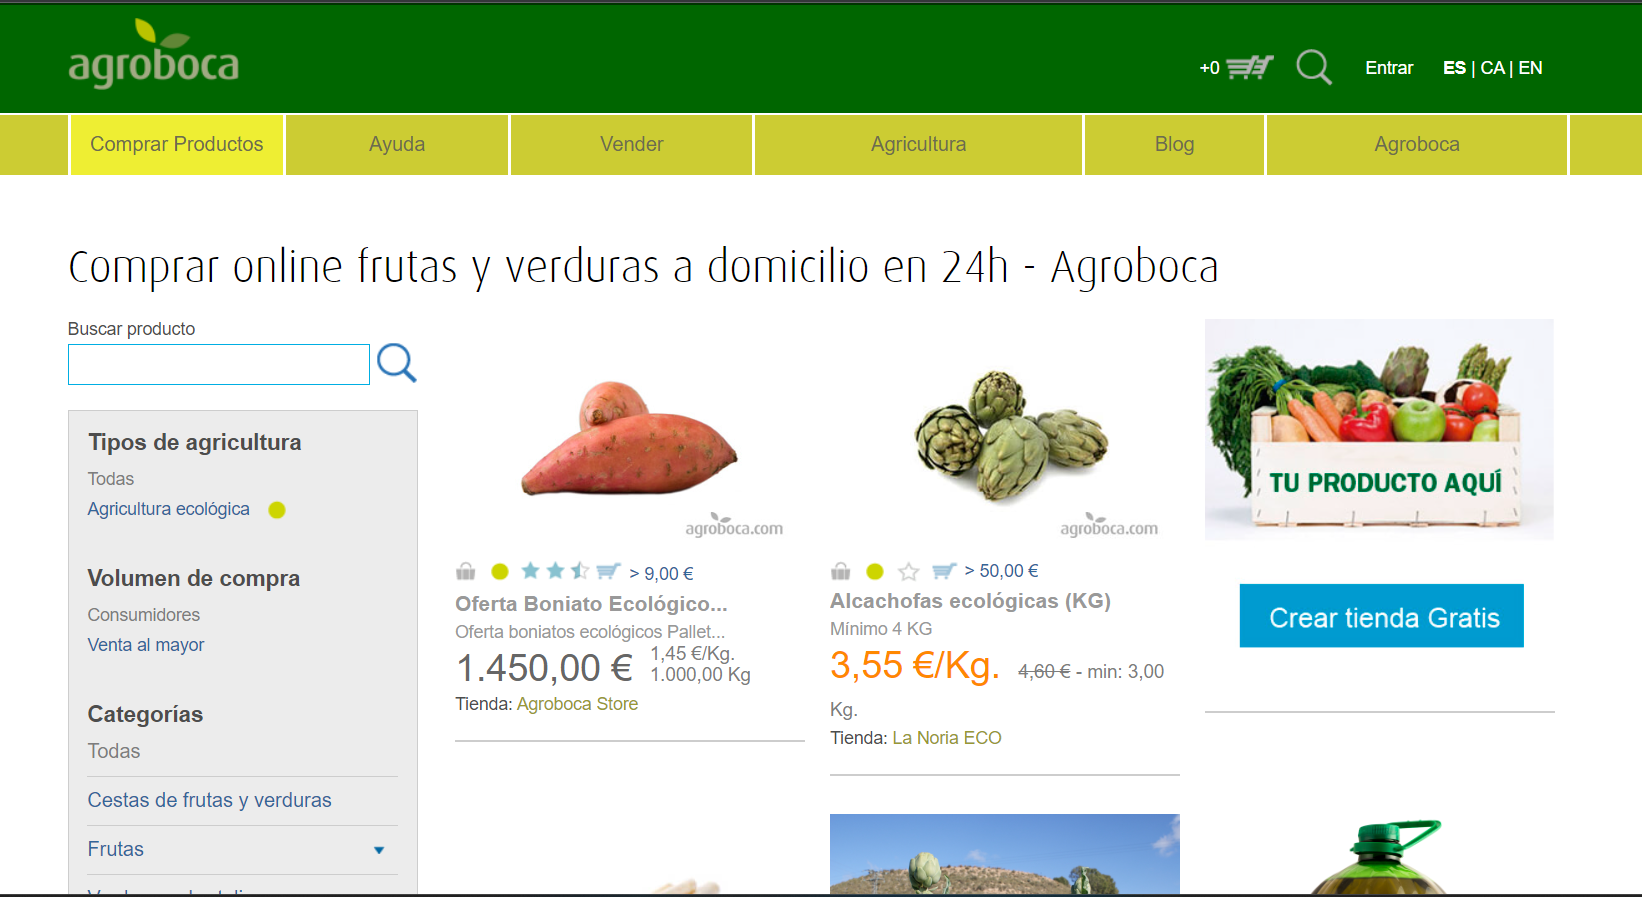 agroboca
+0
Entrar
ES | CA | EN
Comprar Productos
Ayuda
Vender
Agricultura
Blog
Agroboca
Comprar online frutas y verduras a domicilio en 24h - Agroboca
Buscar producto
Tipos de agricultura
Todas
Agricultura ecológica
Volumen de compra
Consumidores
Venta al mayor
Categorías
Todas
Cestas de frutas y verduras
Frutas
agroboca.com
> 9,00 €
Oferta Boniato Ecológico...
Oferta boniatos ecológicos Pallet...
1.450,00 €
1,45 €/Kg.
1.000,00 Kg
Tienda: Agroboca Store
agroboca.com
> 50,00 €
Alcachofas ecológicas (KG)
Mínimo 4 KG
3,55 €/Kg. 4,60 € - min: 3,00
Kg.
Tienda: La Noria ECO
TU PRODUCTO AQUÍ
Crear tienda Gratis